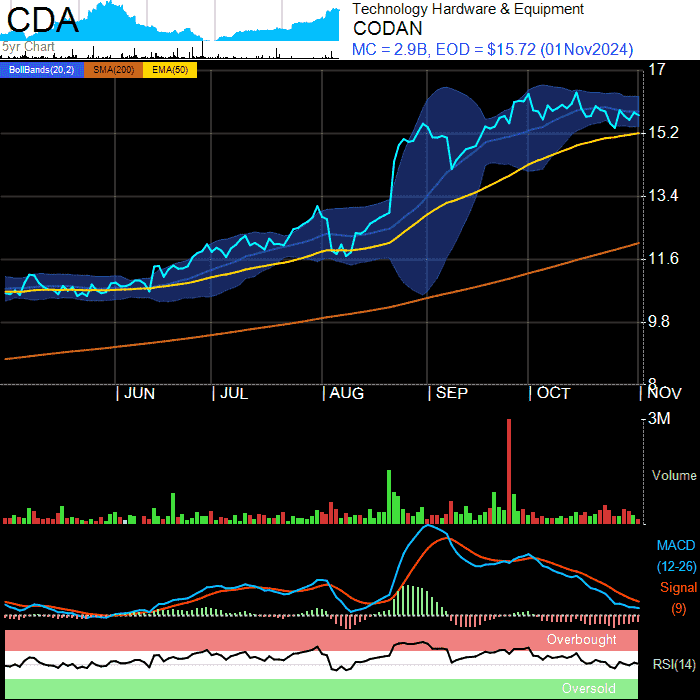 CDA
5yr Chart
Technology Hardware & Equipment
CODAN
MC = 2.9B, EOD = $15.72 (01Nov2024)
BollBands(20,2) SMA(200) EMA(50)
17
15.2
13.4
11.6
9.8
8
JUN JUL AUG SEP OCT NOV
3M
Volume
MACD
(12-26)
Signal
(9)
Overbought
RSI(14)
Oversold